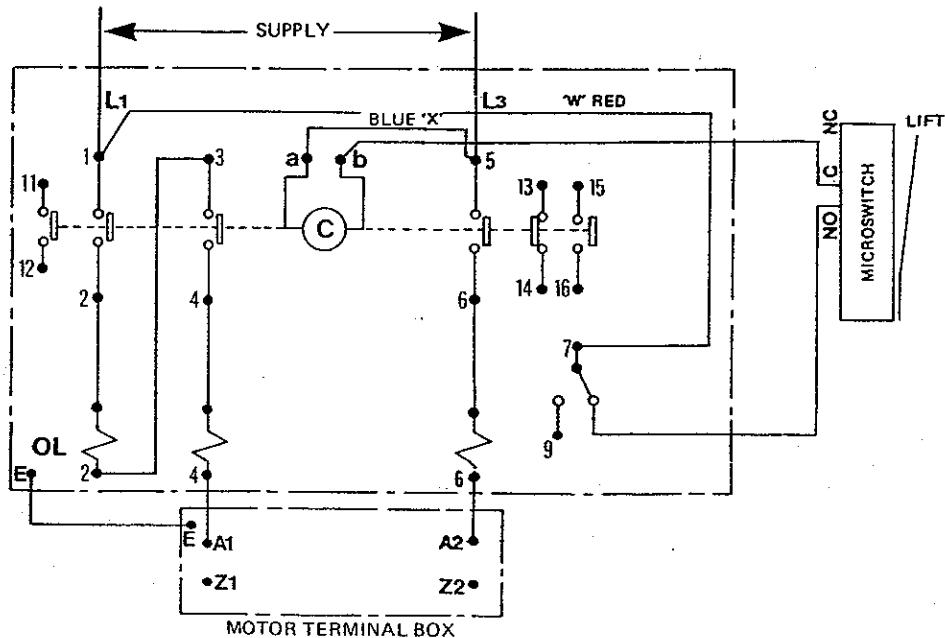 SUPPLY
L1
L3
'W' RED
BLUE 'X'
NC
LIFT
1
3
a
b
5
C
11
13
15
C
NO
MICROSWITCH
12
14
16
2
4
6
7
9
OL
E
2
4
6
E
A1
A2
Z1
Z2
MOTOR TERMINAL BOX